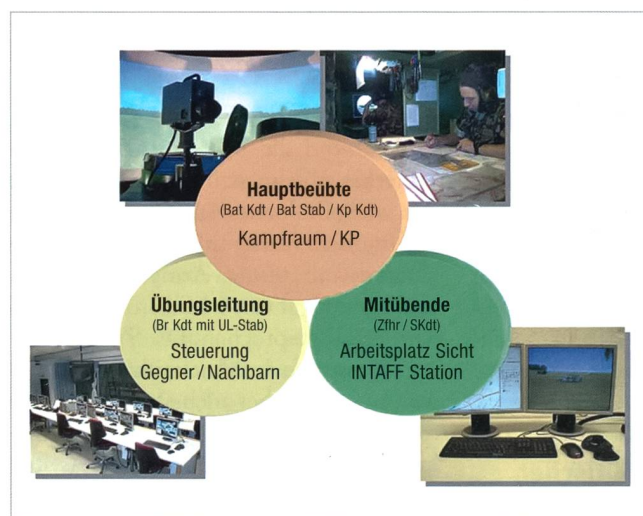 Hauptbeübte
(Bat Kdt / Bat Stab / Kp Kdt)
Kampfraum / KP
Übungsleitung
(Br Kdt mit UL-Stab)
Steuerung
Gegner / Nachbarn
Mitübende
(Zfhr / SKdt)
Arbeitsplatz Sicht
INTAFF Station